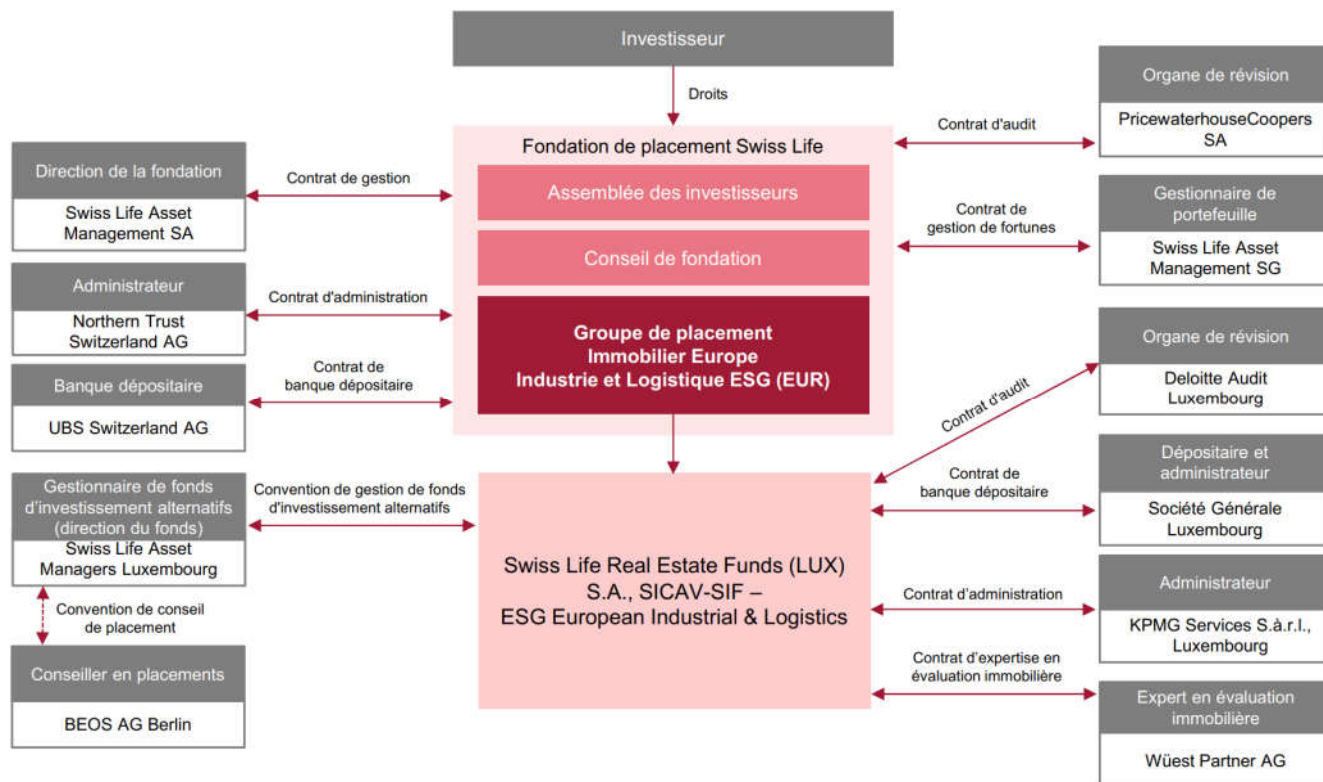 Investisseur
Droits
Fondation de placement Swiss Life
Assemblée des investisseurs
Conseil de fondation
Groupe de placement
Immobilier Europe
Industrie et Logistique ESG (EUR)
Direction de la fondation
Swiss Life Asset
Management SA
Contrat de gestion
Administrateur
Northern Trust
Switzerland AG
Contrat d'administration
Banque dépositaire
UBS Switzerland AG
Contrat de
banque dépositaire
Gestionnaire de fonds
d'investissement alternatifs
(direction du fonds)
Swiss Life Asset
Managers Luxembourg
Convention de gestion de fonds
d'investissement alternatifs
Convention de conseil
de placement
Conseiller en placements
BEOS AG Berlin
Swiss Life Real Estate Funds (LUX)
S.A., SICAV-SIF –
ESG European Industrial & Logistics
Contrat d'audit
Organe de révision
PricewaterhouseCoopers
SA
Contrat de
gestion de fortunes
Gestionnaire de
portefeuille
Swiss Life Asset
Management SG
Contrat d'audit
Organe de révision
Deloitte Audit
Luxembourg
Contrat de
banque dépositaire
Dépositaire et
administrateur
Société Générale
Luxembourg
Contrat d'administration
Administrateur
KPMG Services S.à.r.l.,
Luxembourg
Contrat d'expertise en
évaluation immobilière
Expert en évaluation
immobilière
Wüest Partner AG